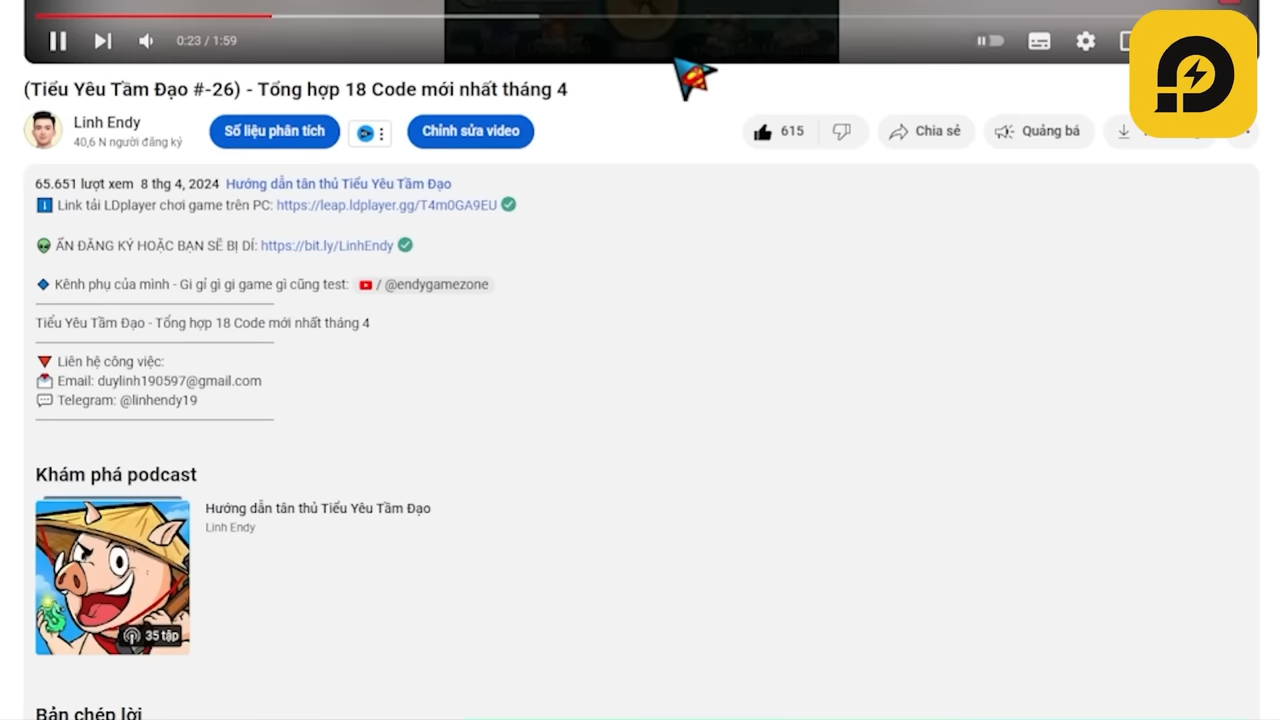 0:23 / 1:59
(Tiểu Yêu Tầm Đạo #-26) - Tổng hợp 18 Code mới nhất tháng 4
Linh Endy
40,6 N người đăng ký
Số liệu phân tích
Chỉnh sửa video
615
Chia sẻ
Quảng bá
65.651 lượt xem 8 thg 4, 2024 Hướng dẫn tân thủ Tiểu Yêu Tầm Đạo
Link tải LDplayer chơi game trên PC: https://leap.ldplayer.gg/T4m0GA9EU
ẤN ĐĂNG KÝ HOẶC BẠN SẼ BỊ DÍ: https://bit.ly/LinhEndy
Kênh phụ của mình - Gi gỉ gì gi game gì cũng test: / @endygamezone
Tiểu Yêu Tầm Đạo - Tổng hợp 18 Code mới nhất tháng 4
Liên hệ công việc:
Email: duylinh190597@gmail.com
Telegram: @linhendy19
Khám phá podcast
Hướng dẫn tân thủ Tiểu Yêu Tầm Đạo
Linh Endy
35 tập
Bản chép lời